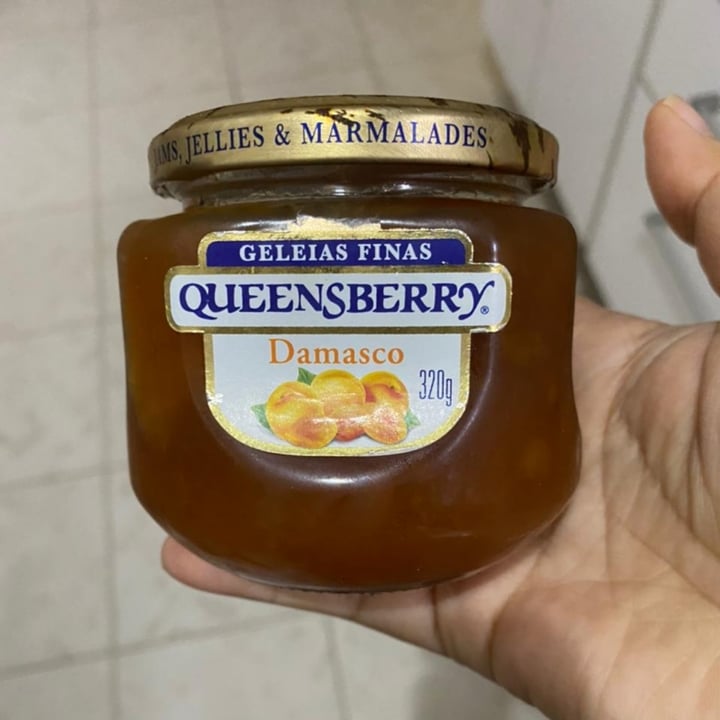 JAMS, JELLIES & MARMALADES
GELEIAS FINAS
QUEENSBERRY®
Damasco
320g